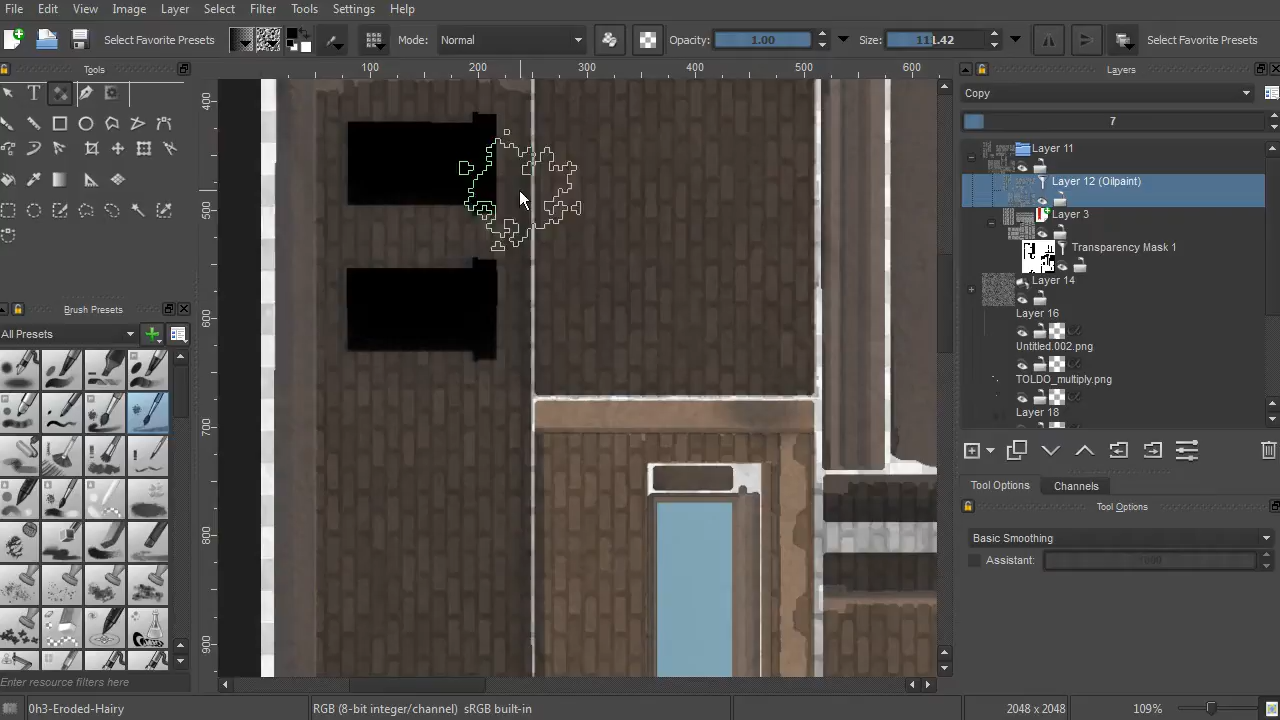 File Edit View Image Layer Select Filter Tools Settings Help
Select Favorite Presets Mode: Normal Opacity: 1.00 Size: 111.42 Select Favorite Presets
Tools
100 200 300 400 500 600
400
500
600
700
800
900
Brush Presets
All Presets
Enter resource filters here
Layers
Copy
7
Layer 11
Layer 12 (Oilpaint)
Layer 3
Transparency Mask 1
Layer 14
Layer 16
Untitled.002.png
TOLDO_multiply.png
Layer 18
Tool Options Channels
Tool Options
Basic Smoothing
Assistant:
0h3-Eroded-Hairy RGB (8-bit integer/channel) sRGB built-in 2048 x 2048 109%